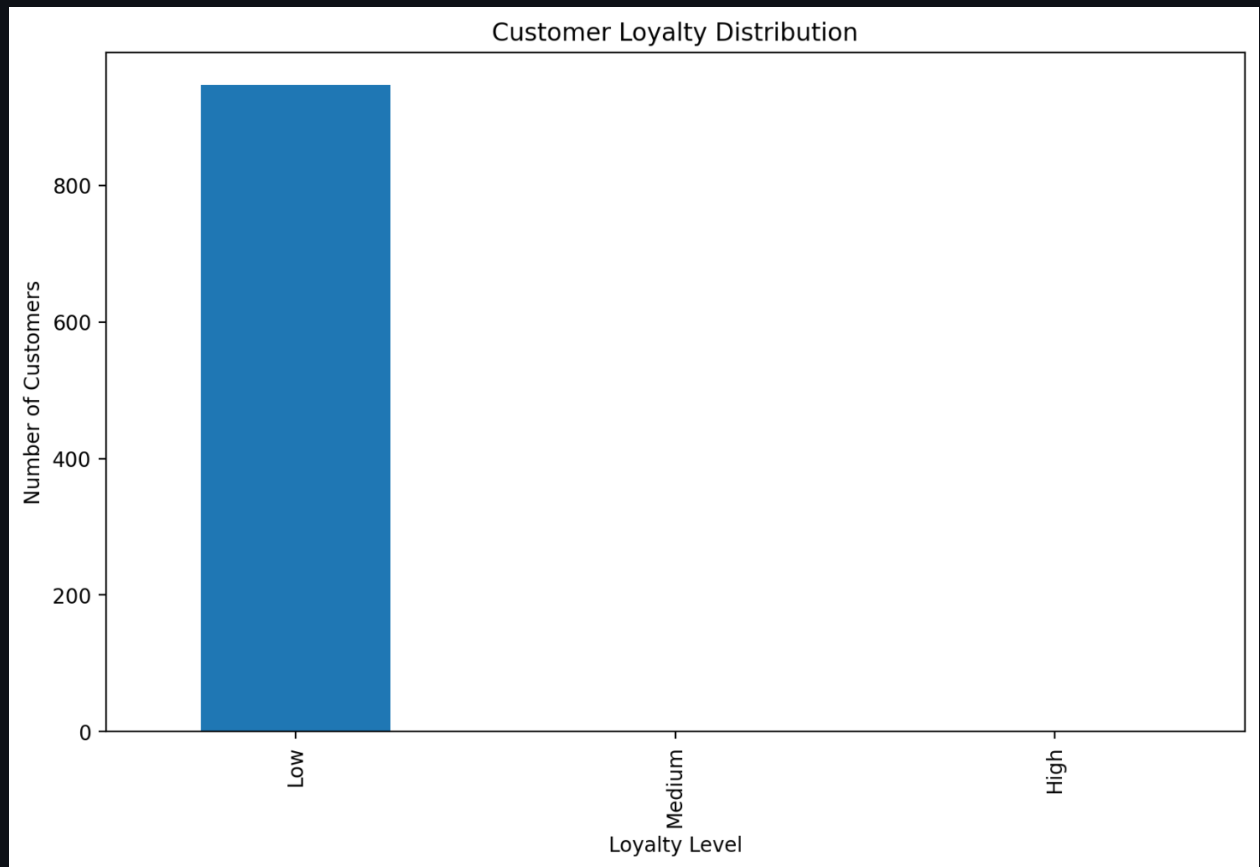 Customer Loyalty Distribution
Number of Customers
800
600
400
200
0
Low
Medium
High
Loyalty Level